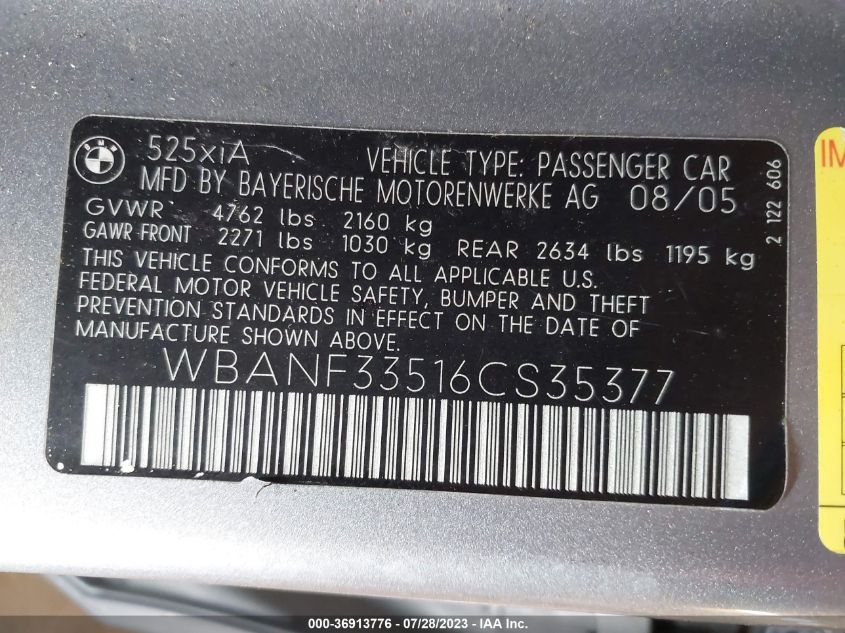 BMW
525xiA VEHICLE TYPE: PASSENGER CAR
MFD BY BAYERISCHE MOTORENWERKE AG 08/05
GVWR 4762 lbs 2160 kg
GAWR FRONT 2271 lbs 1030 kg REAR 2634 lbs 1195 kg
THIS VEHICLE CONFORMS TO ALL APPLICABLE U.S.
FEDERAL MOTOR VEHICLE SAFETY, BUMPER AND THEFT
PREVENTION STANDARDS IN EFFECT ON THE DATE OF
MANUFACTURE SHOWN ABOVE.
WBANF33516CS35377
2 122 606
IM
000-36913776 / 07/28/2023 / IAA Inc.